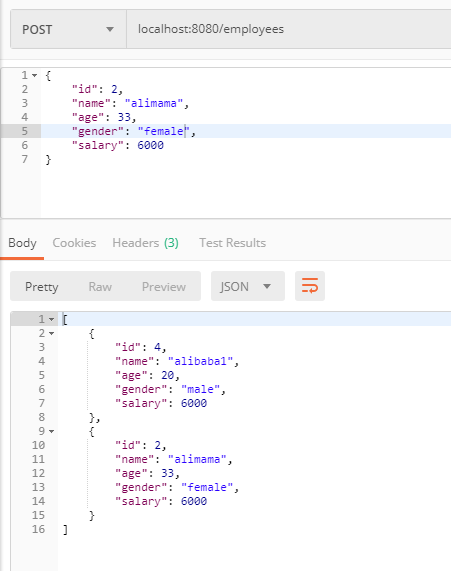 POST localhost:8080/employees
1 {
2 "id": 2,
3 "name": "alimama",
4 "age": 33,
5 "gender": "female",
6 "salary": 6000
7 }
Body Cookies Headers (3) Test Results
Pretty Raw Preview JSON
1 [
2 {
3 "id": 4,
4 "name": "alibaba1",
5 "age": 20,
6 "gender": "male",
7 "salary": 6000
8 },
9 {
10 "id": 2,
11 "name": "alimama",
12 "age": 33,
13 "gender": "female",
14 "salary": 6000
15 }
16 ]